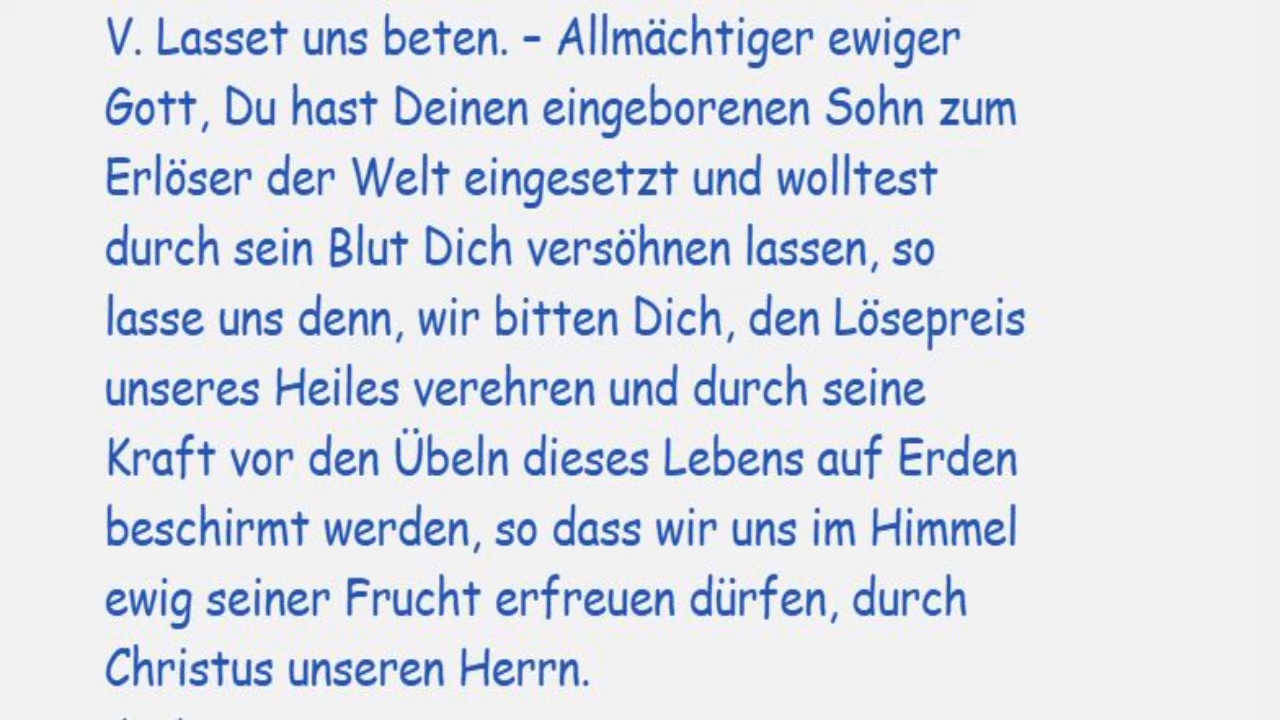 V. Lasset uns beten. – Allmächtiger ewiger
Gott, Du hast Deinen eingeborenen Sohn zum
Erlöser der Welt eingesetzt und wolltest
durch sein Blut Dich versöhnen lassen, so
lasse uns denn, wir bitten Dich, den Lösepreis
unseres Heiles verehren und durch seine
Kraft vor den Übeln dieses Lebens auf Erden
beschirmt werden, so dass wir uns im Himmel
ewig seiner Frucht erfreuen dürfen, durch
Christus unseren Herrn.